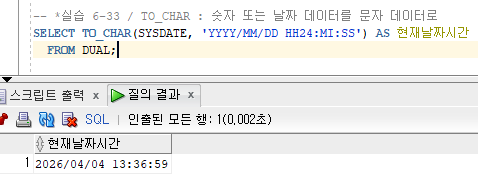 -- *실습 6-33 / TO_CHAR : 숫자 또는 날짜 데이터를 문자 데이터로
SELECT TO_CHAR(SYSDATE, 'YYYY/MM/DD HH24:MI:SS') AS 현재날짜시간
FROM DUAL;
스크립트 출력 x 질의 결과 x
SQL | 인출된 모든 행: 1(0,002초)
현재날짜시간
1 2026/04/04 13:36:59